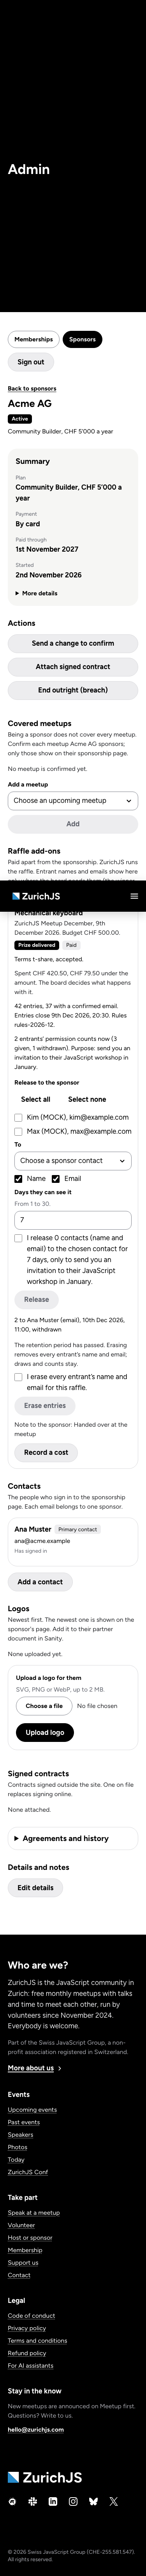 Admin
Memberships
Sponsors
Sign out
Back to sponsors
Acme AG
Active
Community Builder, CHF 5'000 a year
Summary
Plan
Community Builder, CHF 5'000 a
year
Payment
By card
Paid through
1st November 2027
Started
2nd November 2026
More details
Actions
Send a change to confirm
Attach signed contract
End outright (breach)
Covered meetups
Being a sponsor does not cover every meetup.
Confirm each meetup Acme AG sponsors;
only those show on their sponsorship page.
No meetup is confirmed yet.
Add a meetup
Choose an upcoming meetup
Add
Raffle add-ons
Paid apart from the sponsorship. ZurichJS runs
the raffle. Entrant names and emails show here
ZurichJS
Mechanical keyboard
ZurichJS Meetup December, 9th
December 2026. Budget CHF 500.00.
Prize delivered
Paid
Terms t-share, accepted.
Spent CHF 420.50, CHF 79.50 under the
amount. The board decides what happens
with it.
42 entries, 37 with a confirmed email.
Entries close 9th Dec 2026, 20:30. Rules
rules-2026-12.
2 entrants' permission counts now (3
given, 1 withdrawn). Purpose: send you an
invitation to their JavaScript workshop in
January.
Release to the sponsor
Select all
Select none
Kim (MOCK), kim@example.com
Max (MOCK), max@example.com
To
Choose a sponsor contact
Name
Email
Days they can see it
From 1 to 30.
7
I release 0 contacts (name and
email) to the chosen contact for
7 days, only to send you an
invitation to their JavaScript
workshop in January.
Release
2 to Ana Muster (email), 10th Dec 2026,
11:00, withdrawn
The retention period has passed. Erasing
removes every entrant's name and email;
draws and counts stay.
I erase every entrant's name and
email for this raffle.
Erase entries
Note to the sponsor: Handed over at the
meetup
Record a cost
Contacts
The people who sign in to the sponsorship
page. Each email belongs to one sponsor.
Ana Muster
Primary contact
ana@acme.example
Has signed in
Add a contact
Logos
Newest first. The newest one is shown on the
sponsor's page. Add it to their partner
document in Sanity.
None uploaded yet.
Upload a logo for them
SVG, PNG or WebP, up to 2 MB.
Choose a file
No file chosen
Upload logo
Signed contracts
Contracts signed outside the site. One on file
replaces signing online.
None attached.
Agreements and history
Details and notes
Edit details
Who are we?
ZurichJS is the JavaScript community in
Zurich: free monthly meetups with talks
and time to meet each other, run by
volunteers since November 2024.
Everybody is welcome.
Part of the Swiss JavaScript Group, a non-
profit association registered in Switzerland.
More about us
Events
Upcoming events
Past events
Speakers
Photos
Today
ZurichJS Conf
Take part
Speak at a meetup
Volunteer
Host or sponsor
Membership
Support us
Contact
Legal
Code of conduct
Privacy policy
Terms and conditions
Refund policy
For AI assistants
Stay in the know
New meetups are announced on Meetup first.
Questions? Write to us.
hello@zurichjs.com
ZurichJS
© 2026 Swiss JavaScript Group (CHE-255.581.547).
All rights reserved.